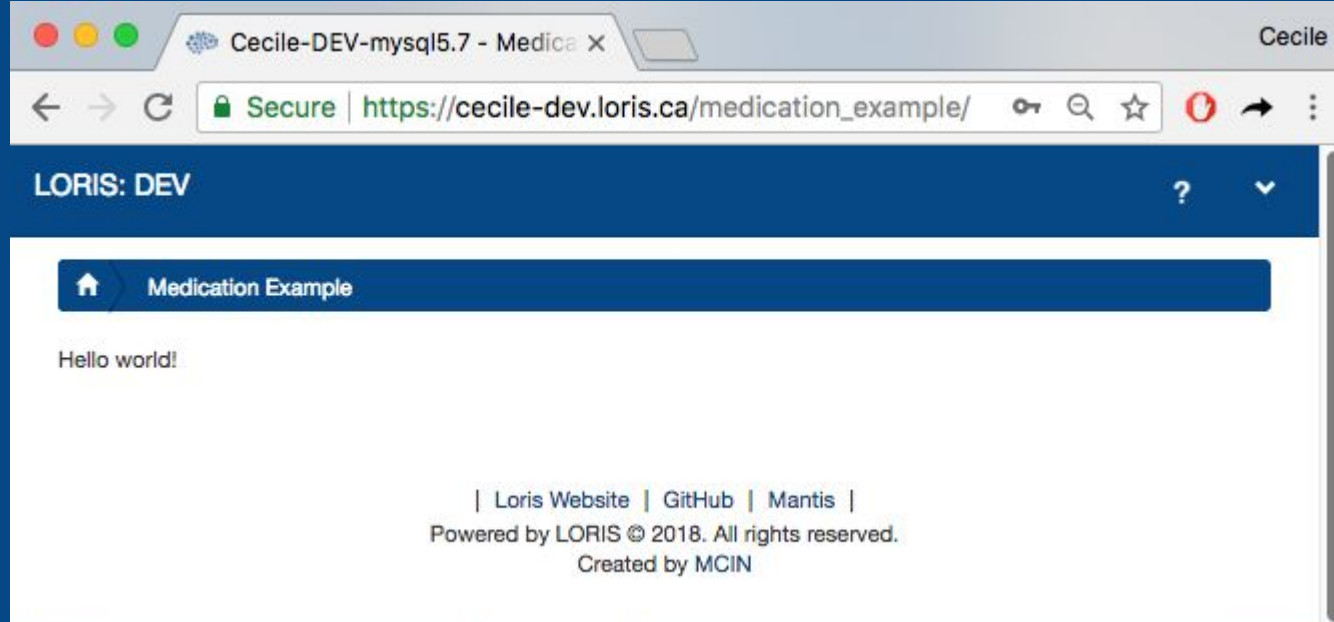 Cecile-DEV-mysql5.7 - Medica
Cecile
Secure | https://cecile-dev.loris.ca/medication_example/
LORIS: DEV
?
Medication Example
Hello world!
| Loris Website | GitHub | Mantis |
Powered by LORIS © 2018. All rights reserved.
Created by MCIN